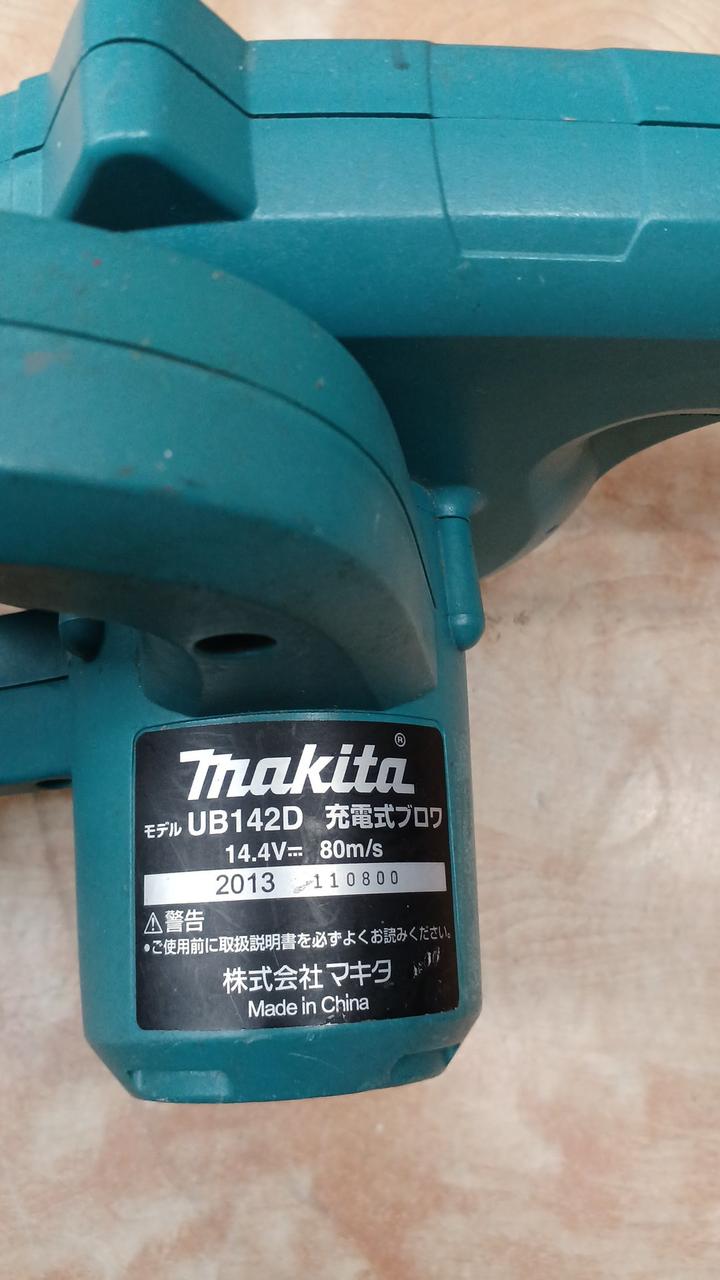 makita®
モデル UB142D 充電式ブロワ
14.4V⎓ 80m/s
2013 110800
⚠警告
●ご使用前に取扱説明書を必ずよくお読みください。
株式会社マキタ
Made in China